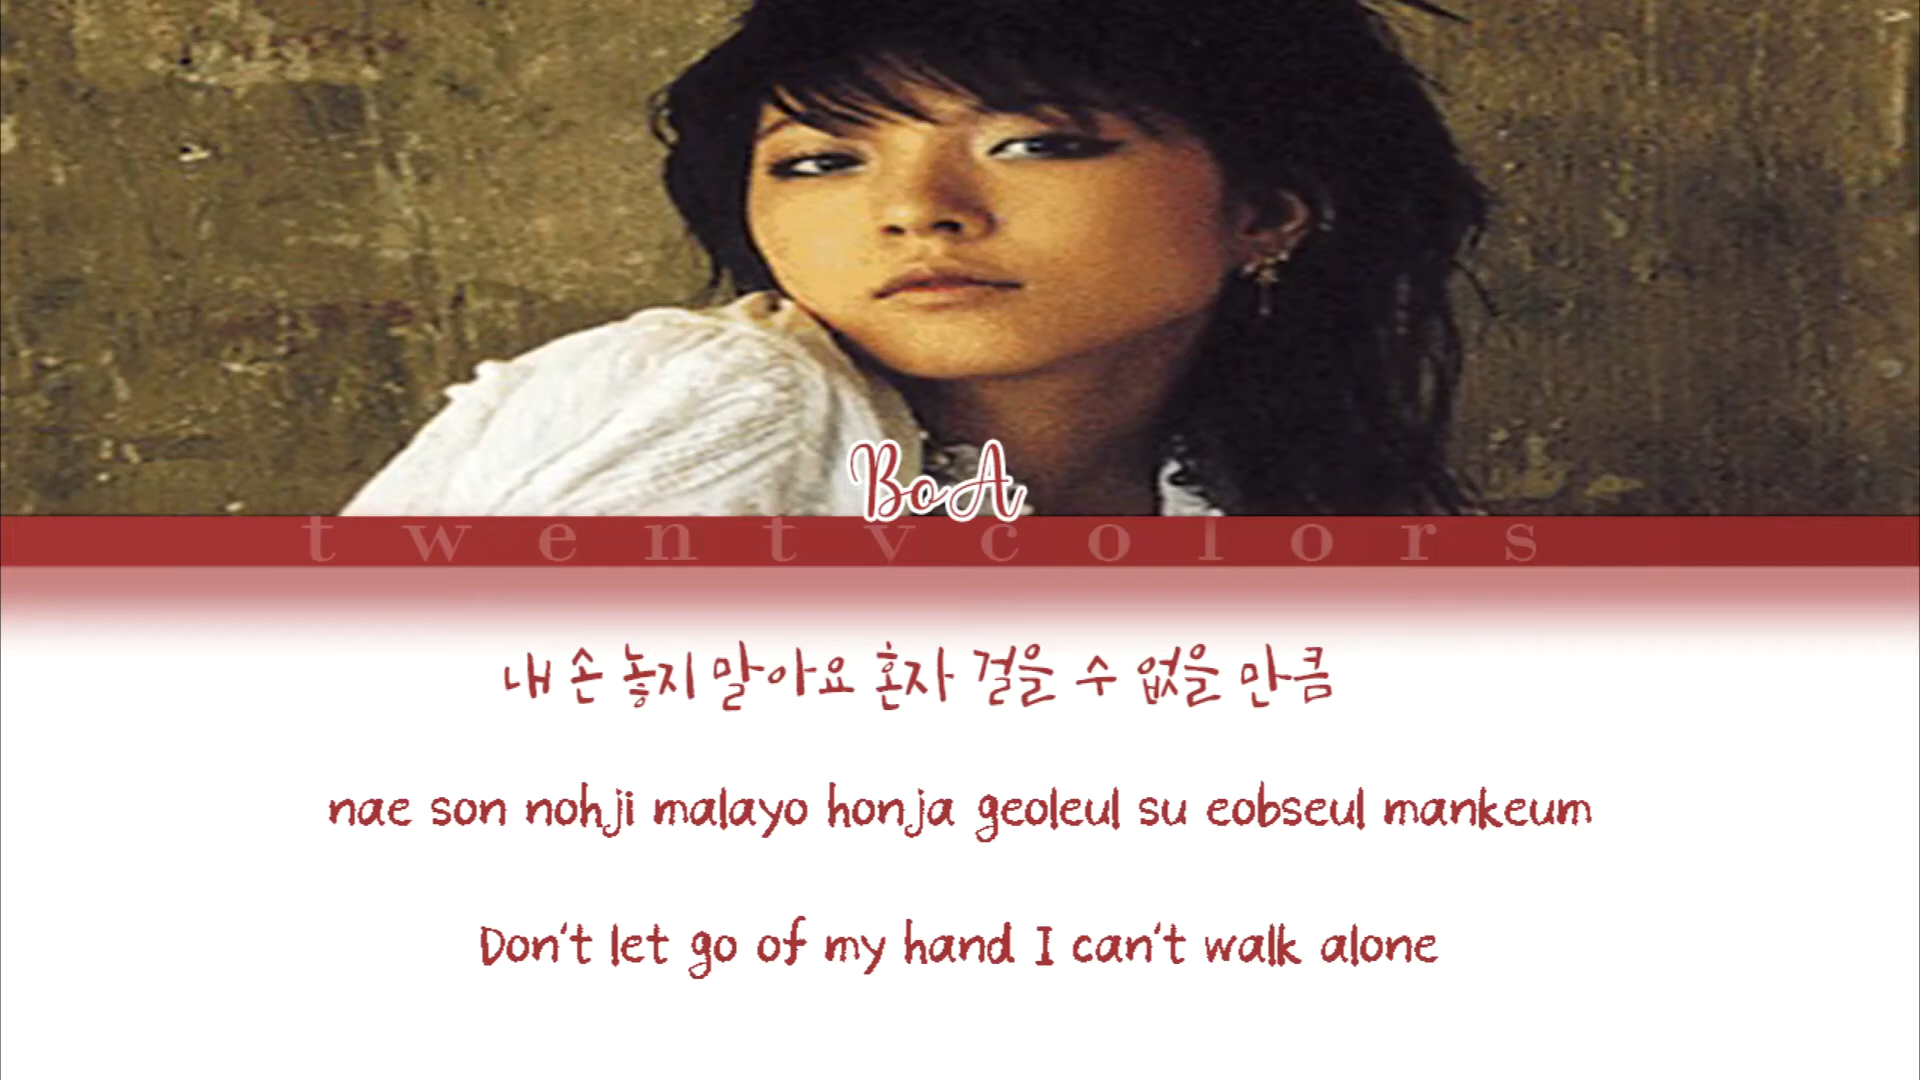 BoA
twentycolors
내 손 놓지 말아요 혼자 걸을 수 없을 만큼
nae son nohji malayo honja geoleul su eobseul mankeum
Don't let go of my hand I can't walk alone